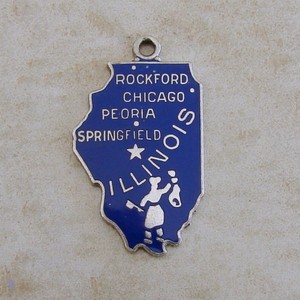 ROCKFORD
CHICAGO
PEORIA
SPRINGFIELD
ILLINOIS